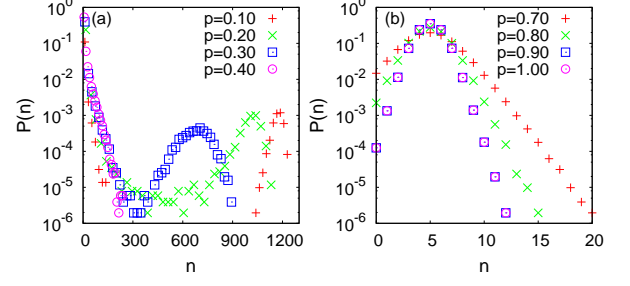 (a)
P(n)
10^0
10^-1
10^-2
10^-3
10^-4
10^-5
10^-6
p=0.10
p=0.20
p=0.30
p=0.40
0 300 600 900 1200
n
(b)
P(n)
10^0
10^-1
10^-2
10^-3
10^-4
10^-5
10^-6
p=0.70
p=0.80
p=0.90
p=1.00
0 5 10 15 20
n